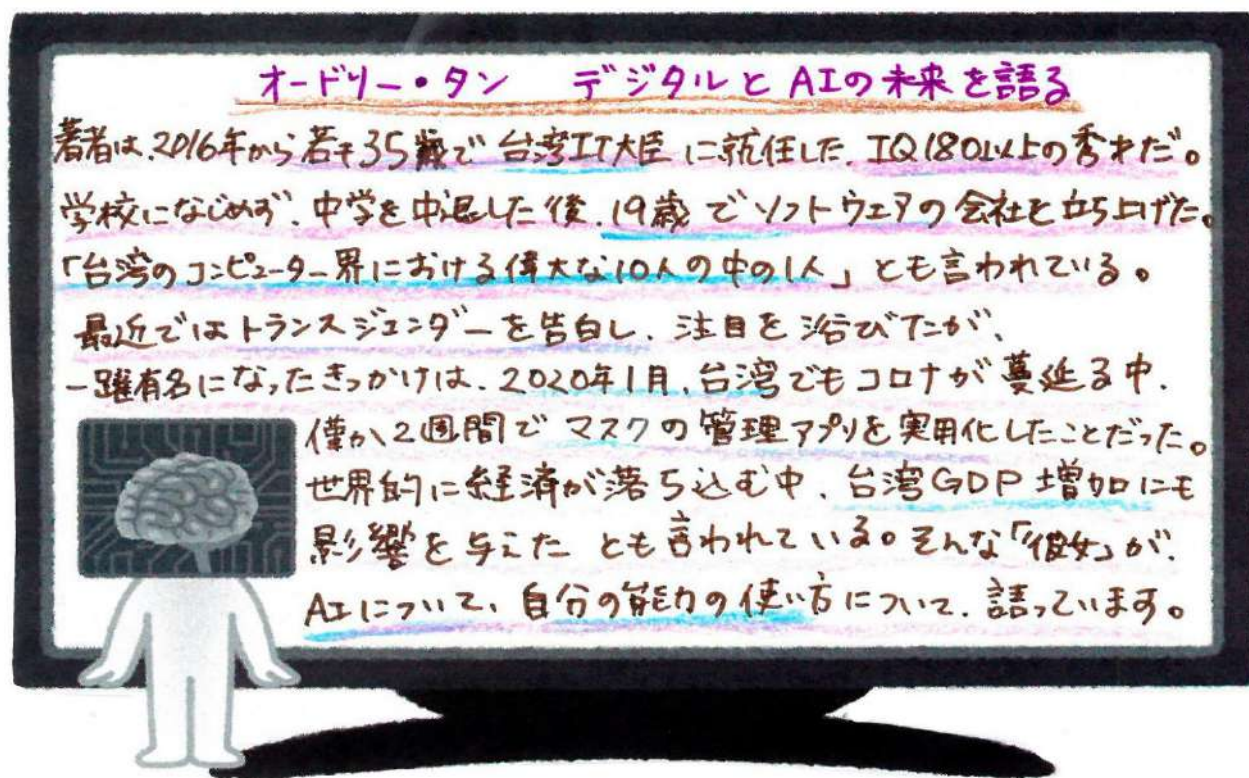 オードリー・タン デジタルとAIの未来を語る
著者は、2016年から若干35歳で台湾IT大臣に就任した、IQ180以上の秀才だ。
学校になじめず、中学を中退した後、19歳でソフトウェアの会社を立ち上げた。
「台湾のコンピューター界における偉大な10人の中の1人」とも言われている。
最近ではトランスジェンダーを告白し、注目を浴びたが、
一躍有名になったきっかけは、2020年1月、台湾でもコロナが蔓延る中、
僅か2週間でマスクの管理アプリを実用化したことだった。
世界的に経済が落ち込む中、台湾GDP増加にも
影響を与えたとも言われている。そんな「彼女」が、
AIについて、自分の能力の使い方について、語っています。